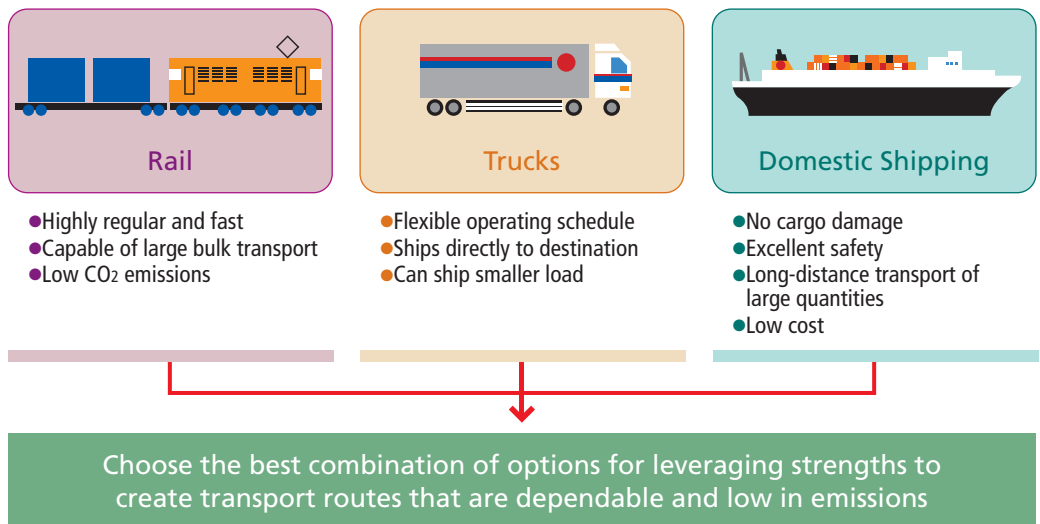 Rail
●Highly regular and fast
●Capable of large bulk transport
●Low CO2 emissions
Trucks
●Flexible operating schedule
●Ships directly to destination
●Can ship smaller load
Domestic Shipping
●No cargo damage
●Excellent safety
●Long-distance transport of
large quantities
●Low cost
Choose the best combination of options for leveraging strengths to
create transport routes that are dependable and low in emissions